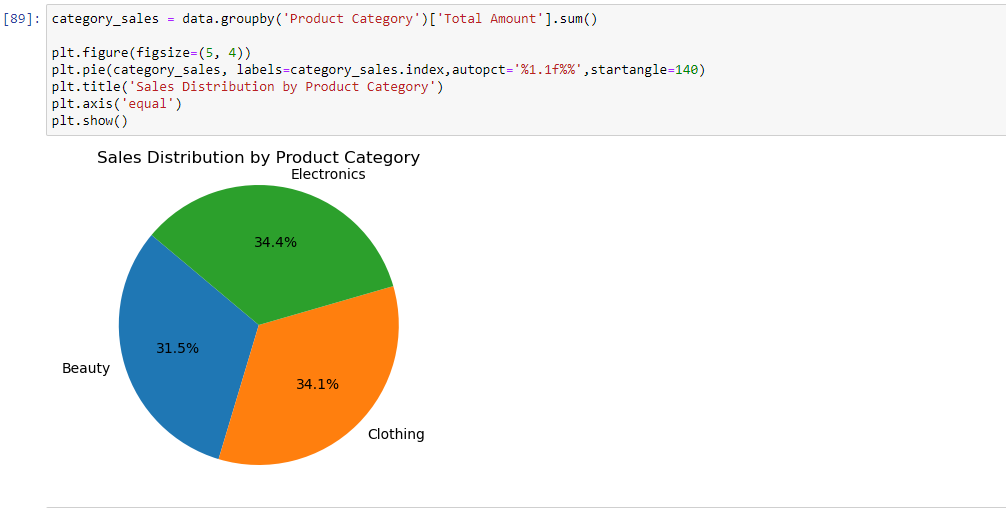 [89]: category_sales = data.groupby('Product Category')['Total Amount'].sum()
plt.figure(figsize=(5, 4))
plt.pie(category_sales, labels=category_sales.index,autopct='%1.1f%%',startangle=140)
plt.title('Sales Distribution by Product Category')
plt.axis('equal')
plt.show()
Sales Distribution by Product Category
Electronics
34.4%
31.5%
Beauty
34.1%
Clothing